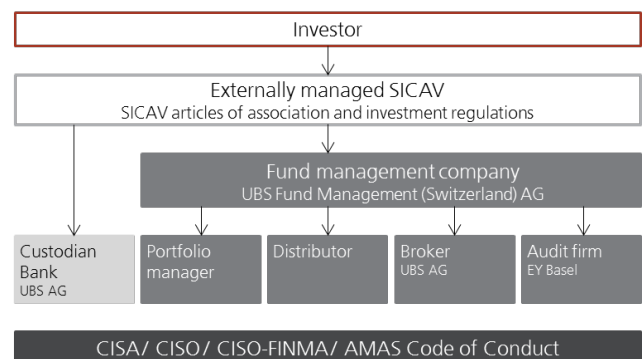 Investor
Externally managed SICAV
SICAV articles of association and investment regulations
Fund management company
UBS Fund Management (Switzerland) AG
Custodian
Bank
UBS AG
Portfolio
manager
Distributor
Broker
UBS AG
Audit firm
EY Basel
CISA/ CISO/ CISO-FINMA/ AMAS Code of Conduct